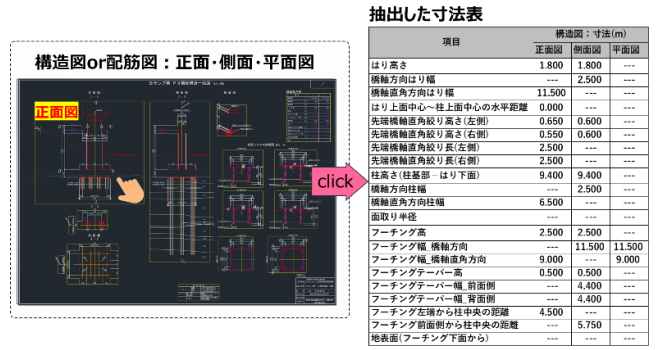 抽出した寸法表
構造図or配筋図：正面・側面・平面図
正面図
click
項目 構造図：寸法(m)
正面図 側面図 平面図
はり高さ 1.800 1.800 ---
橋軸方向はり幅 --- 2.500 ---
橋軸直角方向はり幅 11.500 --- ---
はり上面中心～柱上面中心の水平距離 0.000 --- ---
先端橋軸直角絞り高さ(左側) 0.650 0.600 ---
先端橋軸直角絞り高さ(右側) 0.550 0.600 ---
先端橋軸直角絞り長(左側) 2.500 --- ---
先端橋軸直角絞り長(右側) 2.500 --- ---
柱高さ(柱基部－はり下面) 9.400 9.400 ---
橋軸方向柱幅 --- 2.500 ---
橋軸直角方向柱幅 6.500 --- ---
面取り半径 --- --- ---
フーチング高 2.500 2.500 ---
フーチング幅_橋軸方向 --- 11.500 11.500
フーチング幅_橋軸直角方向 9.000 --- 9.000
フーチングテーパー高 0.500 0.500 ---
フーチングテーパー幅_前面側 --- 4.400 ---
フーチングテーパー幅_背面側 --- 4.400 ---
フーチング左端から柱中央の距離 4.500 --- ---
フーチング前面側から柱中央の距離 --- 5.750 ---
地表面(フーチング下面から) --- --- ---